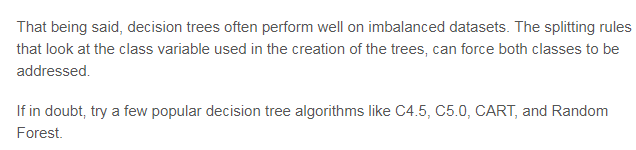 That being said, decision trees often perform well on imbalanced datasets. The splitting rules
that look at the class variable used in the creation of the trees, can force both classes to be
addressed.
If in doubt, try a few popular decision tree algorithms like C4.5, C5.0, CART, and Random
Forest.